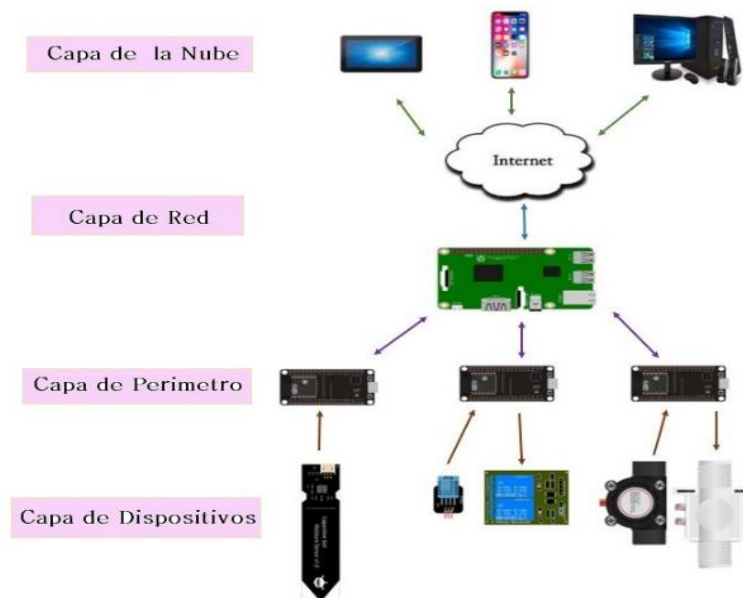 Capa de la Nube
Internet
Capa de Red
Capa de Perimetro
Capa de Dispositivos